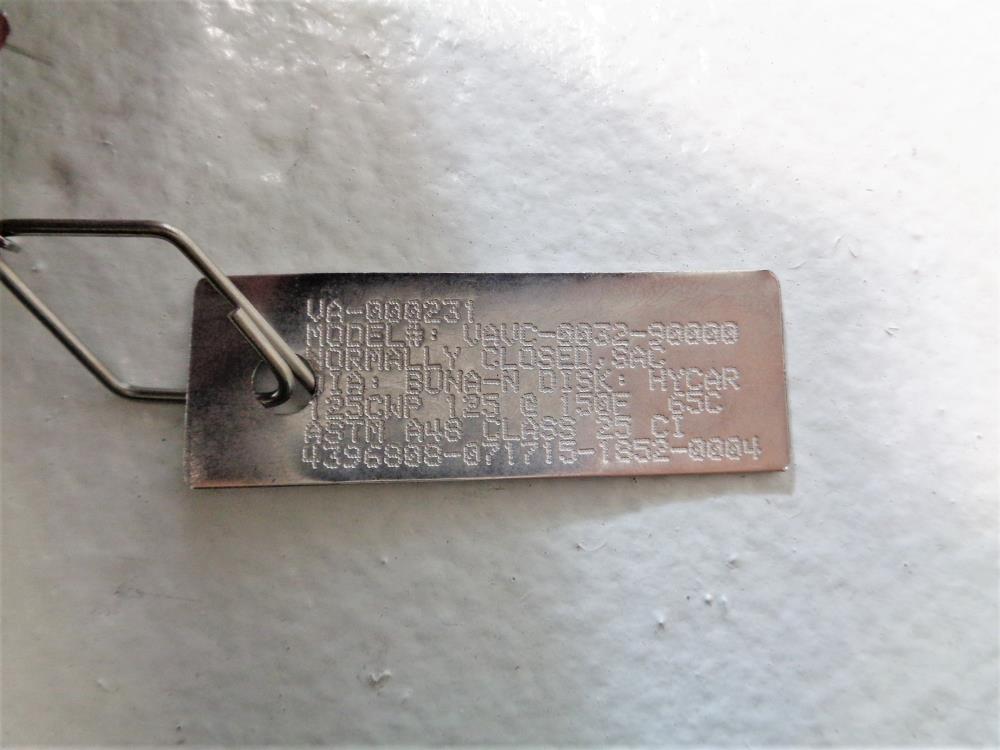 VA-000231
MODEL#: VAVC-0032-S0000
NORMALLY CLOSED,SAC
DIA: BUNA-N DISK: HYCAR
125CWP 125 @ 150F 65C
ASTM A48 CLASS 25 CI
4396808-071715-1852-0004